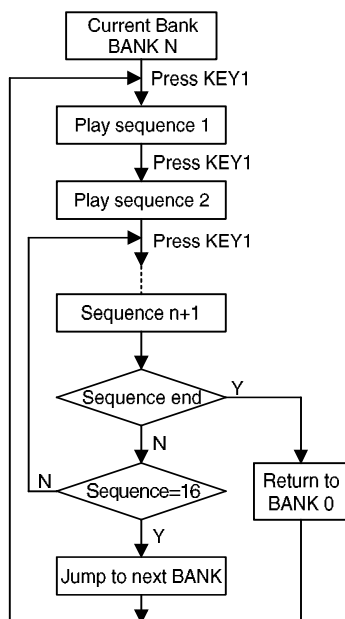 Current Bank
BANK N
Press KEY1
Play sequence 1
Press KEY1
Play sequence 2
Press KEY1
Sequence n+1
Sequence end
Y
N
N
Sequence=16
Return to
BANK 0
Y
Jump to next BANK